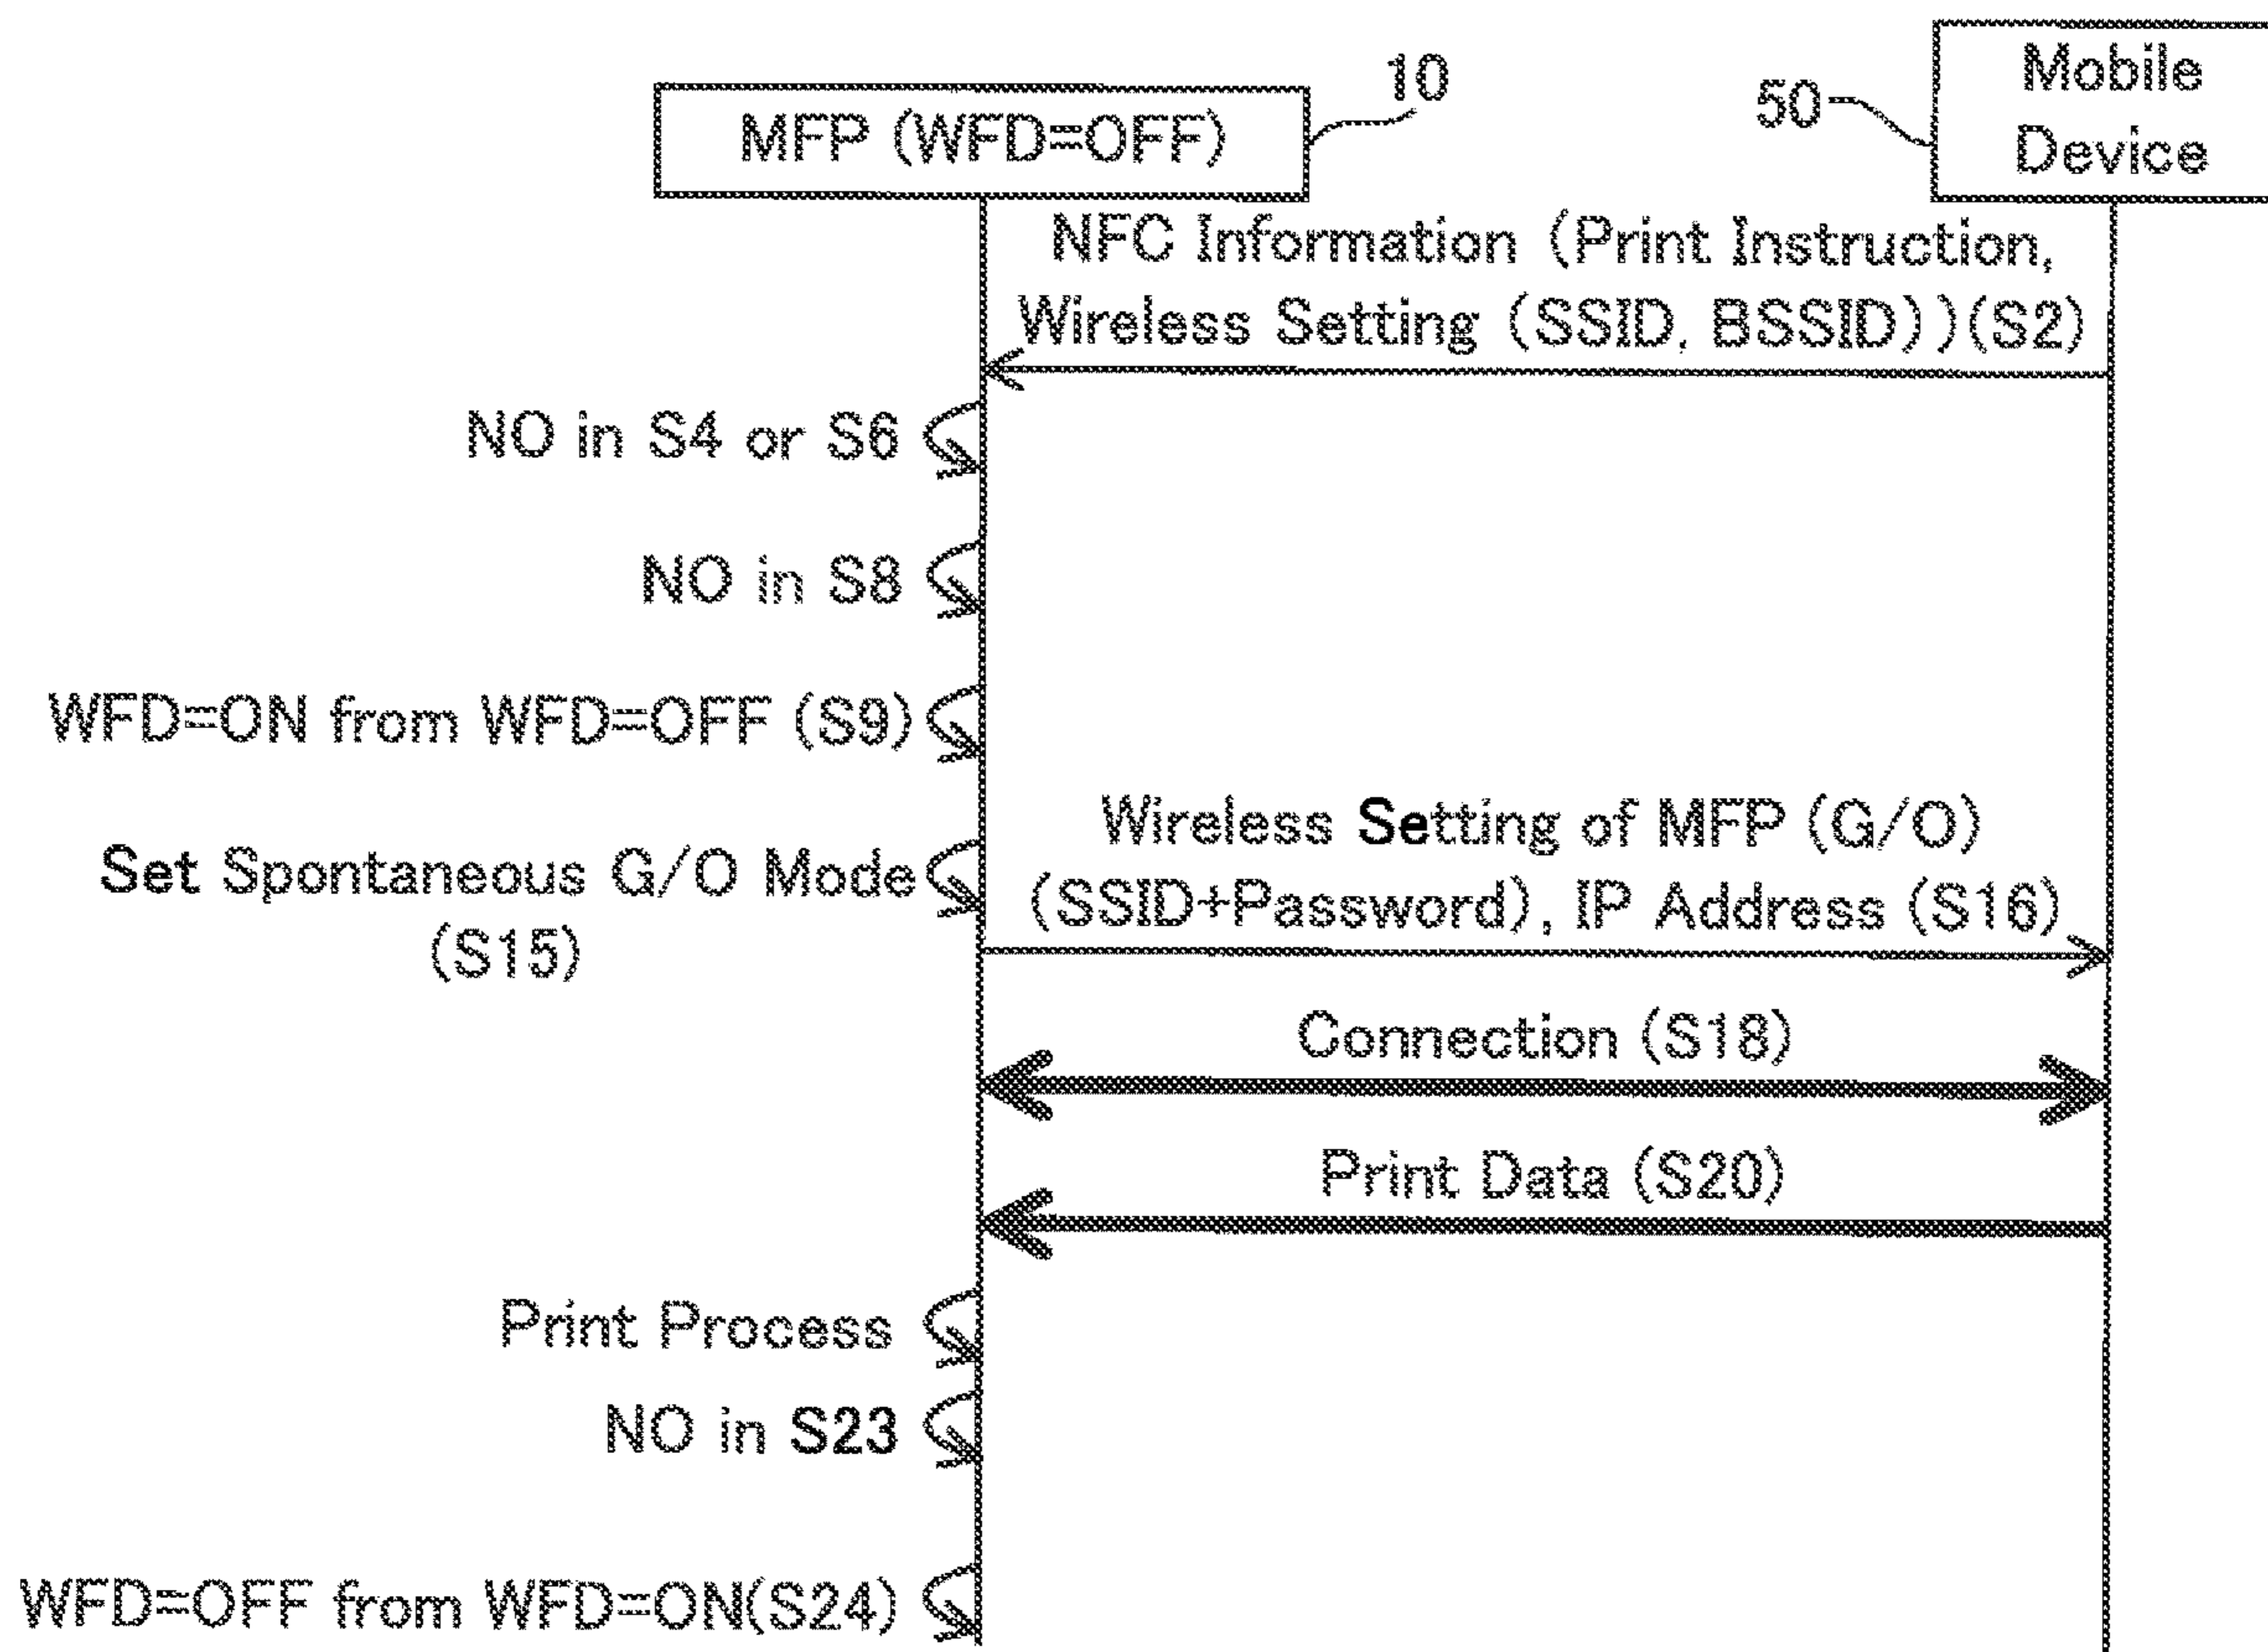 10
MFP (WFD=OFF)
50
Mobile
Device
NFC Information (Print Instruction,
Wireless Setting (SSID, BSSID))(S2)
NO in S4 or S6
NO in S8
WFD=ON from WFD=OFF (S9)
Set Spontaneous G/O Mode
(S15)
Wireless Setting of MFP (G/O)
(SSID+Password), IP Address (S16)
Connection (S18)
Print Data (S20)
Print Process
NO in S23
WFD=OFF from WFD=ON(S24)